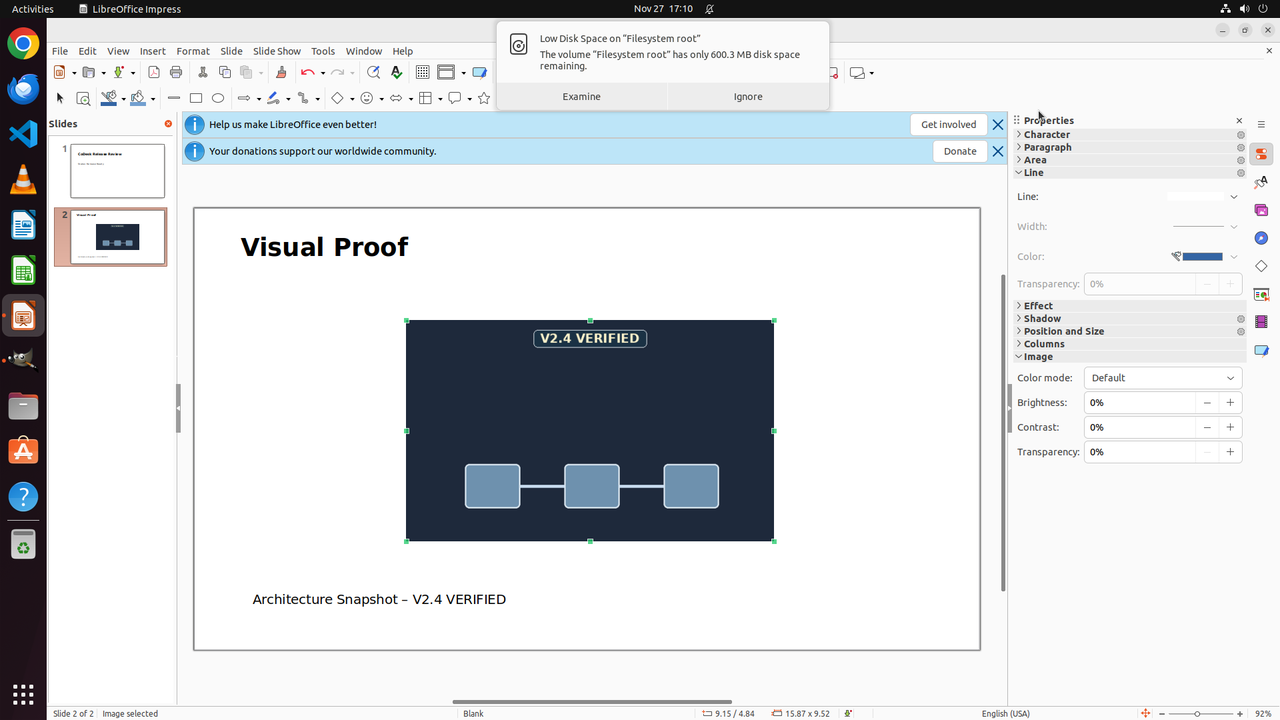 Activities
LibreOffice Impress
Nov 27 17:10
Low Disk Space on “Filesystem root”
The volume “Filesystem root” has only 600.3 MB disk space
remaining.
Examine
Ignore
File Edit View Insert Format Slide Slide Show Tools Window Help
Slides
Help us make LibreOffice even better!
Get involved
Your donations support our worldwide community.
Donate
Properties
Character
Paragraph
Area
Line
Line:
Width:
Color:
Transparency: 0%
Effect
Shadow
Position and Size
Columns
Image
Color mode: Default
Brightness: 0%
Contrast: 0%
Transparency: 0%
1
2
Visual Proof
Visual Proof
V2.4 VERIFIED
Architecture Snapshot – V2.4 VERIFIED
Slide 2 of 2
Image selected
Blank
9.15 / 4.84
15.87 x 9.52
English (USA)
92%